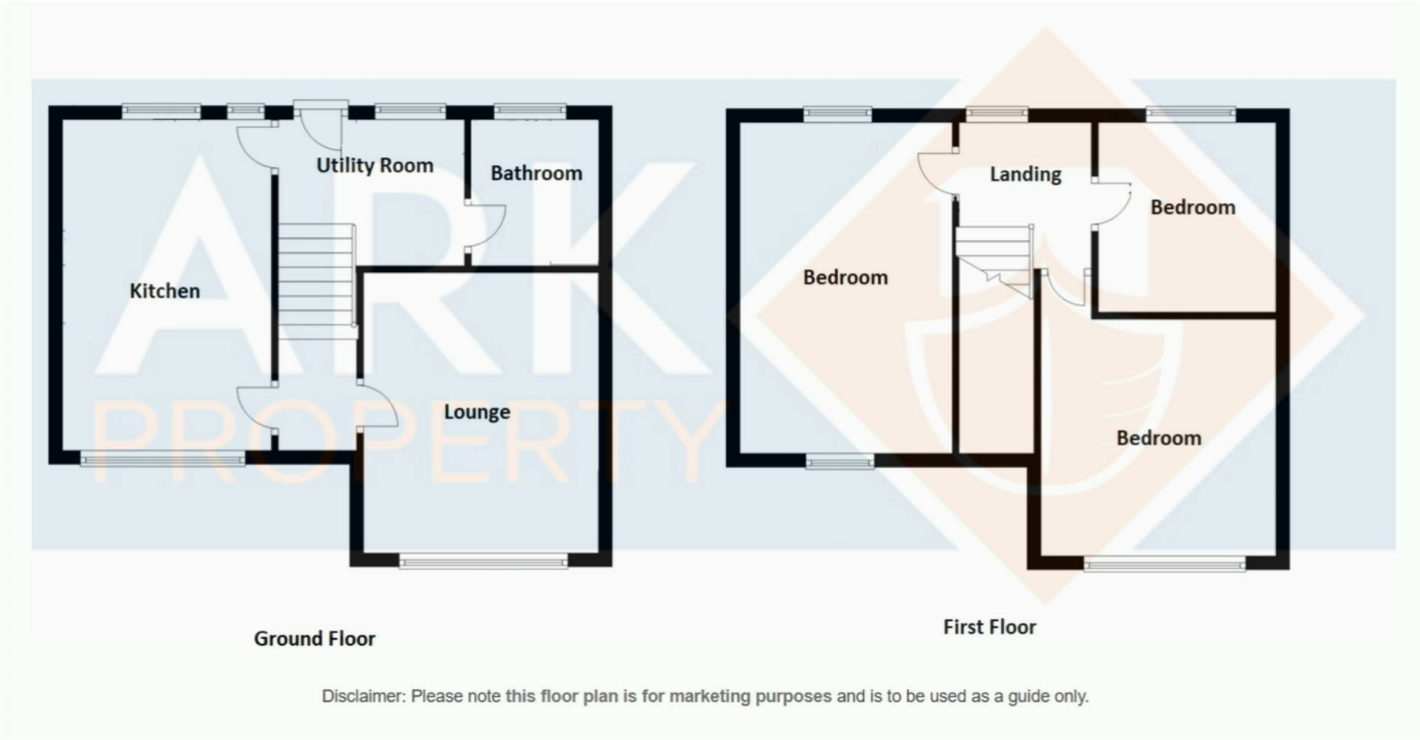 Utility Room
Bathroom
Kitchen
Lounge
Ground Floor
Landing
Bedroom
Bedroom
Bedroom
First Floor
ARK
PROPERTY
Disclaimer: Please note this floor plan is for marketing purposes and is to be used as a guide only.